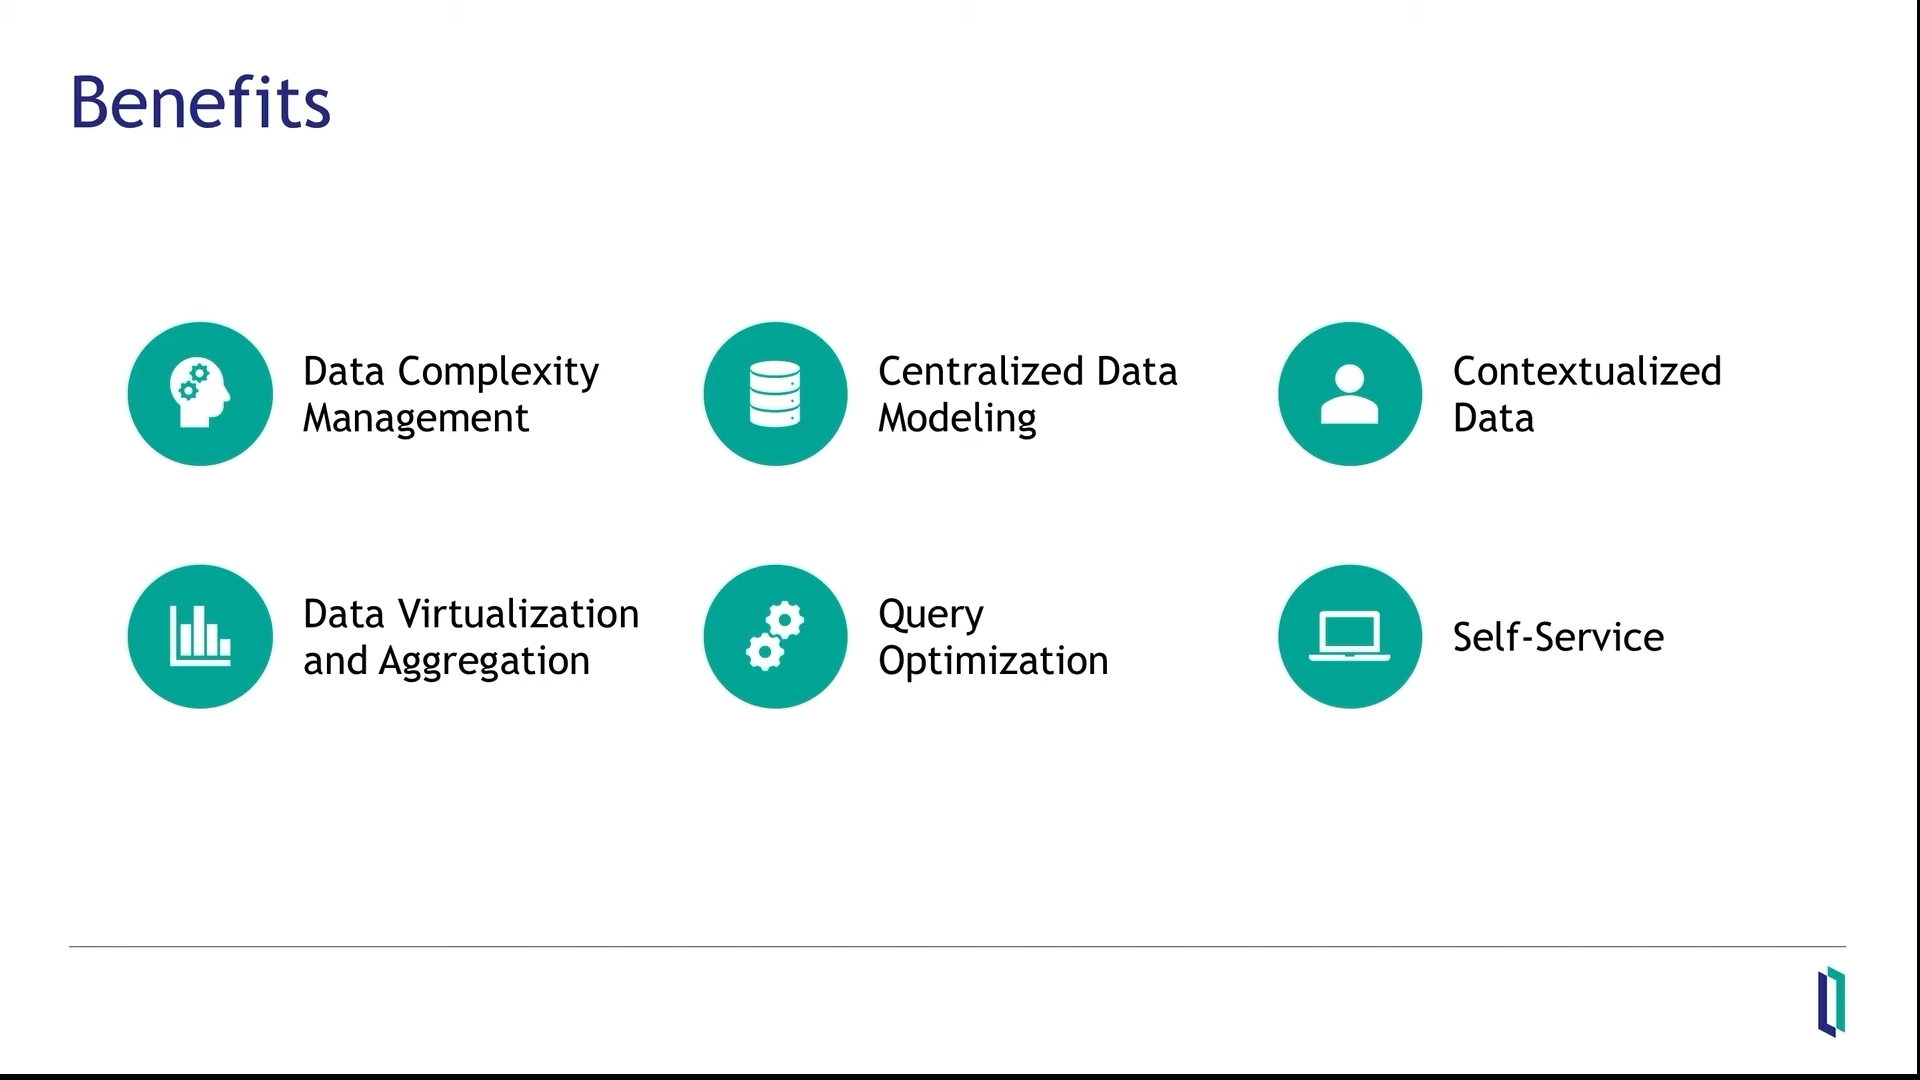 Benefits
Data Complexity
Management
Centralized Data
Modeling
Contextualized
Data
Data Virtualization
and Aggregation
Query
Optimization
Self-Service